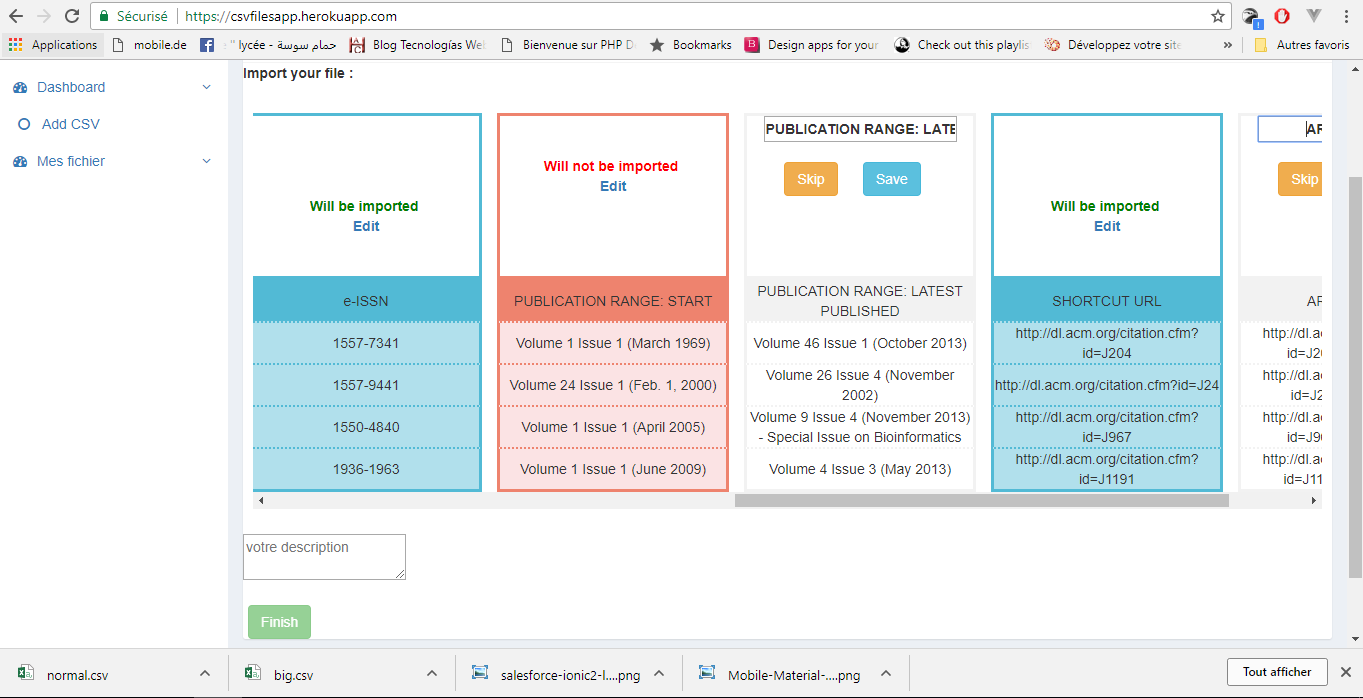 Sécurisé https://csvfilesapp.herokuapp.com
Applications mobile.de " lycée - حمام سوسة Blog Tecnologías We Bienvenue sur PHP D Bookmarks Design apps for your Check out this playlis Développez votre site » Autres favoris
Import your file :
Dashboard
Add CSV
Mes fichier
Will be imported
Edit
e-ISSN
1557-7341
1557-9441
1550-4840
1936-1963
Will not be imported
Edit
PUBLICATION RANGE: START
Volume 1 Issue 1 (March 1969)
Volume 24 Issue 1 (Feb. 1, 2000)
Volume 1 Issue 1 (April 2005)
Volume 1 Issue 1 (June 2009)
PUBLICATION RANGE: LATE
Skip Save
PUBLICATION RANGE: LATEST
PUBLISHED
Volume 46 Issue 1 (October 2013)
Volume 26 Issue 4 (November
2002)
Volume 9 Issue 4 (November 2013)
- Special Issue on Bioinformatics
Volume 4 Issue 3 (May 2013)
Will be imported
Edit
SHORTCUT URL
http://dl.acm.org/citation.cfm?
id=J204
http://dl.acm.org/citation.cfm?id=J24
http://dl.acm.org/citation.cfm?
id=J967
http://dl.acm.org/citation.cfm?
id=J1191
AF
Skip
AF
http://dl.ac
id=J2
http://dl.ac
id=J2
http://dl.ac
id=J9
http://dl.ac
id=J11
votre description
Finish
normal.csv big.csv salesforce-ionic2-l....png Mobile-Material-....png Tout afficher